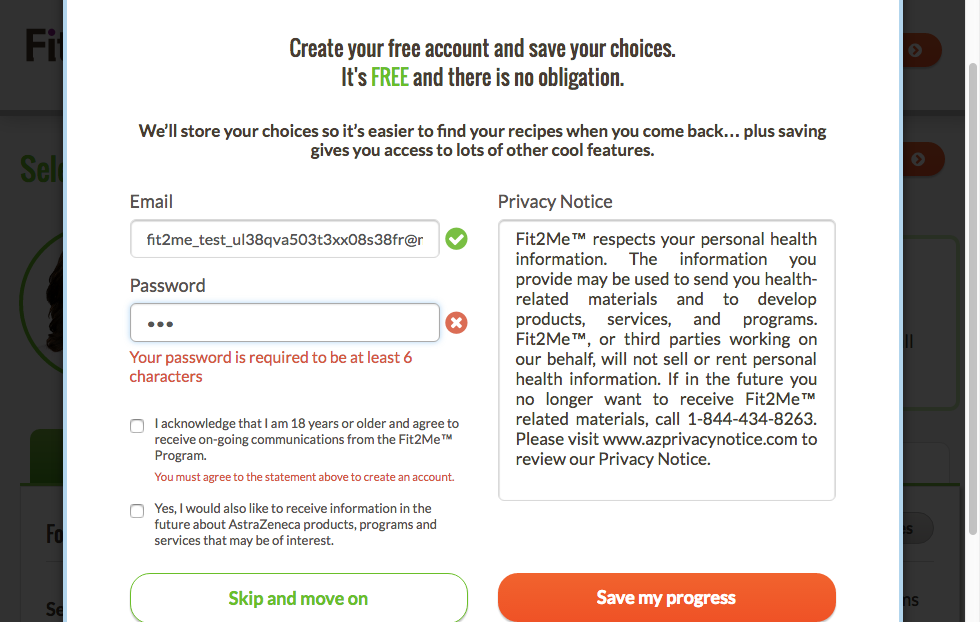 Fit
Create your free account and save your choices.
It's FREE and there is no obligation.
We'll store your choices so it's easier to find your recipes when you come back... plus saving
gives you access to lots of other cool features.
Email
fit2me_test_ul38qva503t3xx08s38fr@r
Password
Your password is required to be at least 6
characters
I acknowledge that I am 18 years or older and agree to
receive on-going communications from the Fit2Me™
Program.
You must agree to the statement above to create an account.
Yes, I would also like to receive information in the
future about AstraZeneca products, programs and
services that may be of interest.
Skip and move on
Privacy Notice
Fit2Me™ respects your personal health
information. The information you
provide may be used to send you health-
related materials and to develop
products, services, and programs.
Fit2Me™, or third parties working on
our behalf, will not sell or rent personal
health information. If in the future you
no longer want to receive Fit2Me™
related materials, call 1-844-434-8263.
Please visit www.azprivacynotice.com to
review our Privacy Notice.
Save my progress